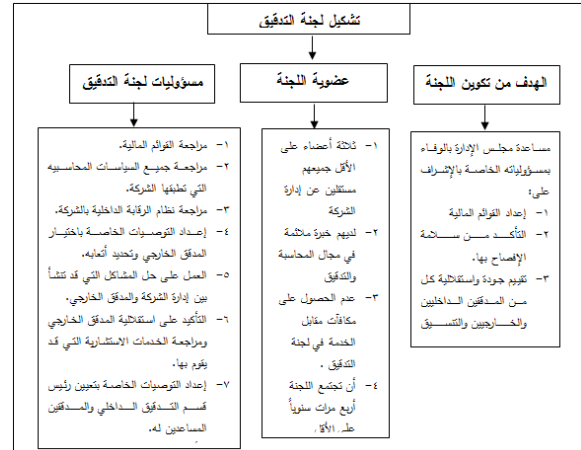 تشكيل لجنة التدقيق
الهدف من تكوين اللجنة
مساعدة مجلس الإدارة بالوفاء
بمسؤولياته الخاصة بالإشراف
على:
١- إعداد القوائم المالية
٢- التأكد من سلامة
الإفصاح بها.
٣- تقييم جودة واستقلالية كل
من المدققين الداخليين
والخارجيين والتنسيق
عضوية اللجنة
١- ثلاثة أعضاء على
الأقل جميعهم
مستقلين عن إدارة
الشركة
٢- لديهم خبرة ملائمة
في مجال المحاسبة
والتدقيق
٣- عدم الحصول على
مكافآت مقابل
الخدمة في لجنة
التدقيق .
٤- أن تجتمع اللجنة
أربع مرات سنوياً
على الأقل
مسؤوليات لجنة التدقيق
١- مراجعة القوائم المالية.
٢- مراجعة جميع السياسات المحاسبيه
التي تطبقها الشركة.
٣- مراجعة نظام الرقابة الداخلية بالشركة.
٤- إعداد التوصيات الخاصة باختيار
المدقق الخارجي وتحديد أتعابه.
٥- العمل على حل المشاكل التي قد تنشأ
بين إدارة الشركة والمدقق الخارجي.
٦- التأكيد على استقلالية المدقق الخارجي
ومراجعة الخدمات الاستشارية التي قد
يقوم بها.
٧- إعداد التوصيات الخاصة بتعيين رئيس
قسم التدقيق الداخلي والمدققين
المساعدين له.